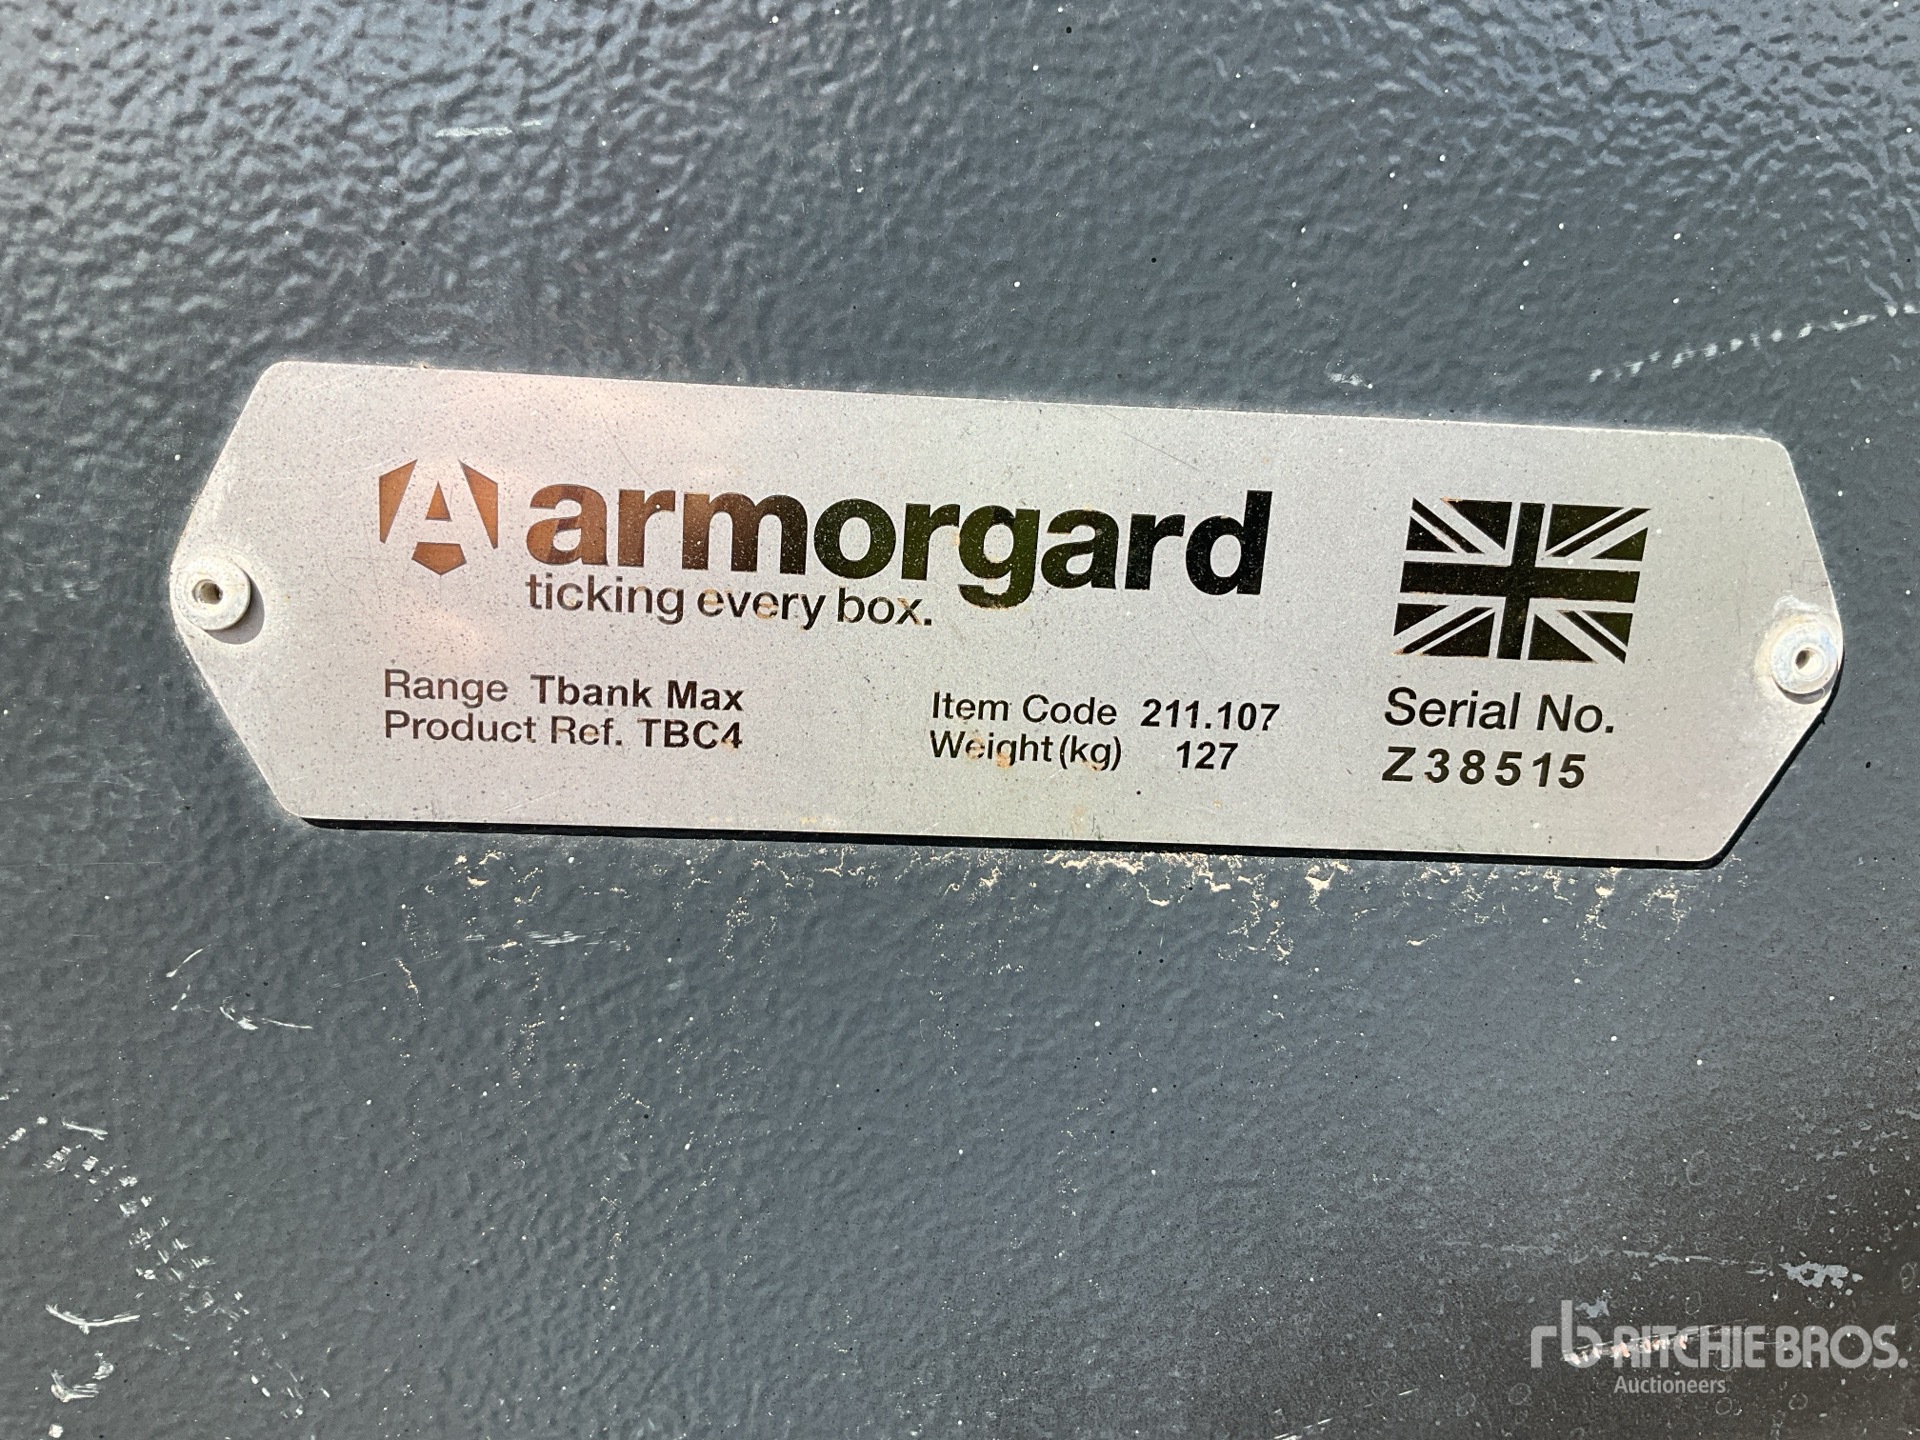 armorgard
ticking every box.
Range Tbank Max
Product Ref. TBC4
Item Code 211.107
Weight (kg) 127
Serial No.
Z38515
rb RITCHIE BROS.
Auctioneers